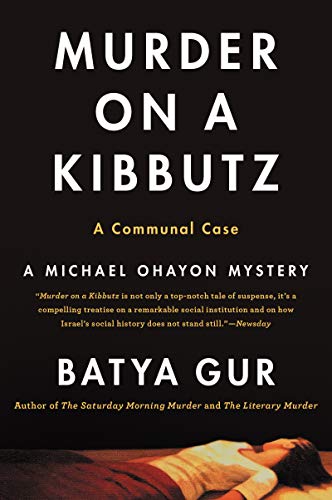 MURDER
ON A
KIBBUTZ
A Communal Case
A MICHAEL OHAYON MYSTERY
“Murder on a Kibbutz is not only a top-notch tale of suspense, it’s a
compelling treatise on a remarkable social institution and on how
Israel’s social history does not stand still.”—Newsday
BATYA GUR
Author of The Saturday Morning Murder and The Literary Murder